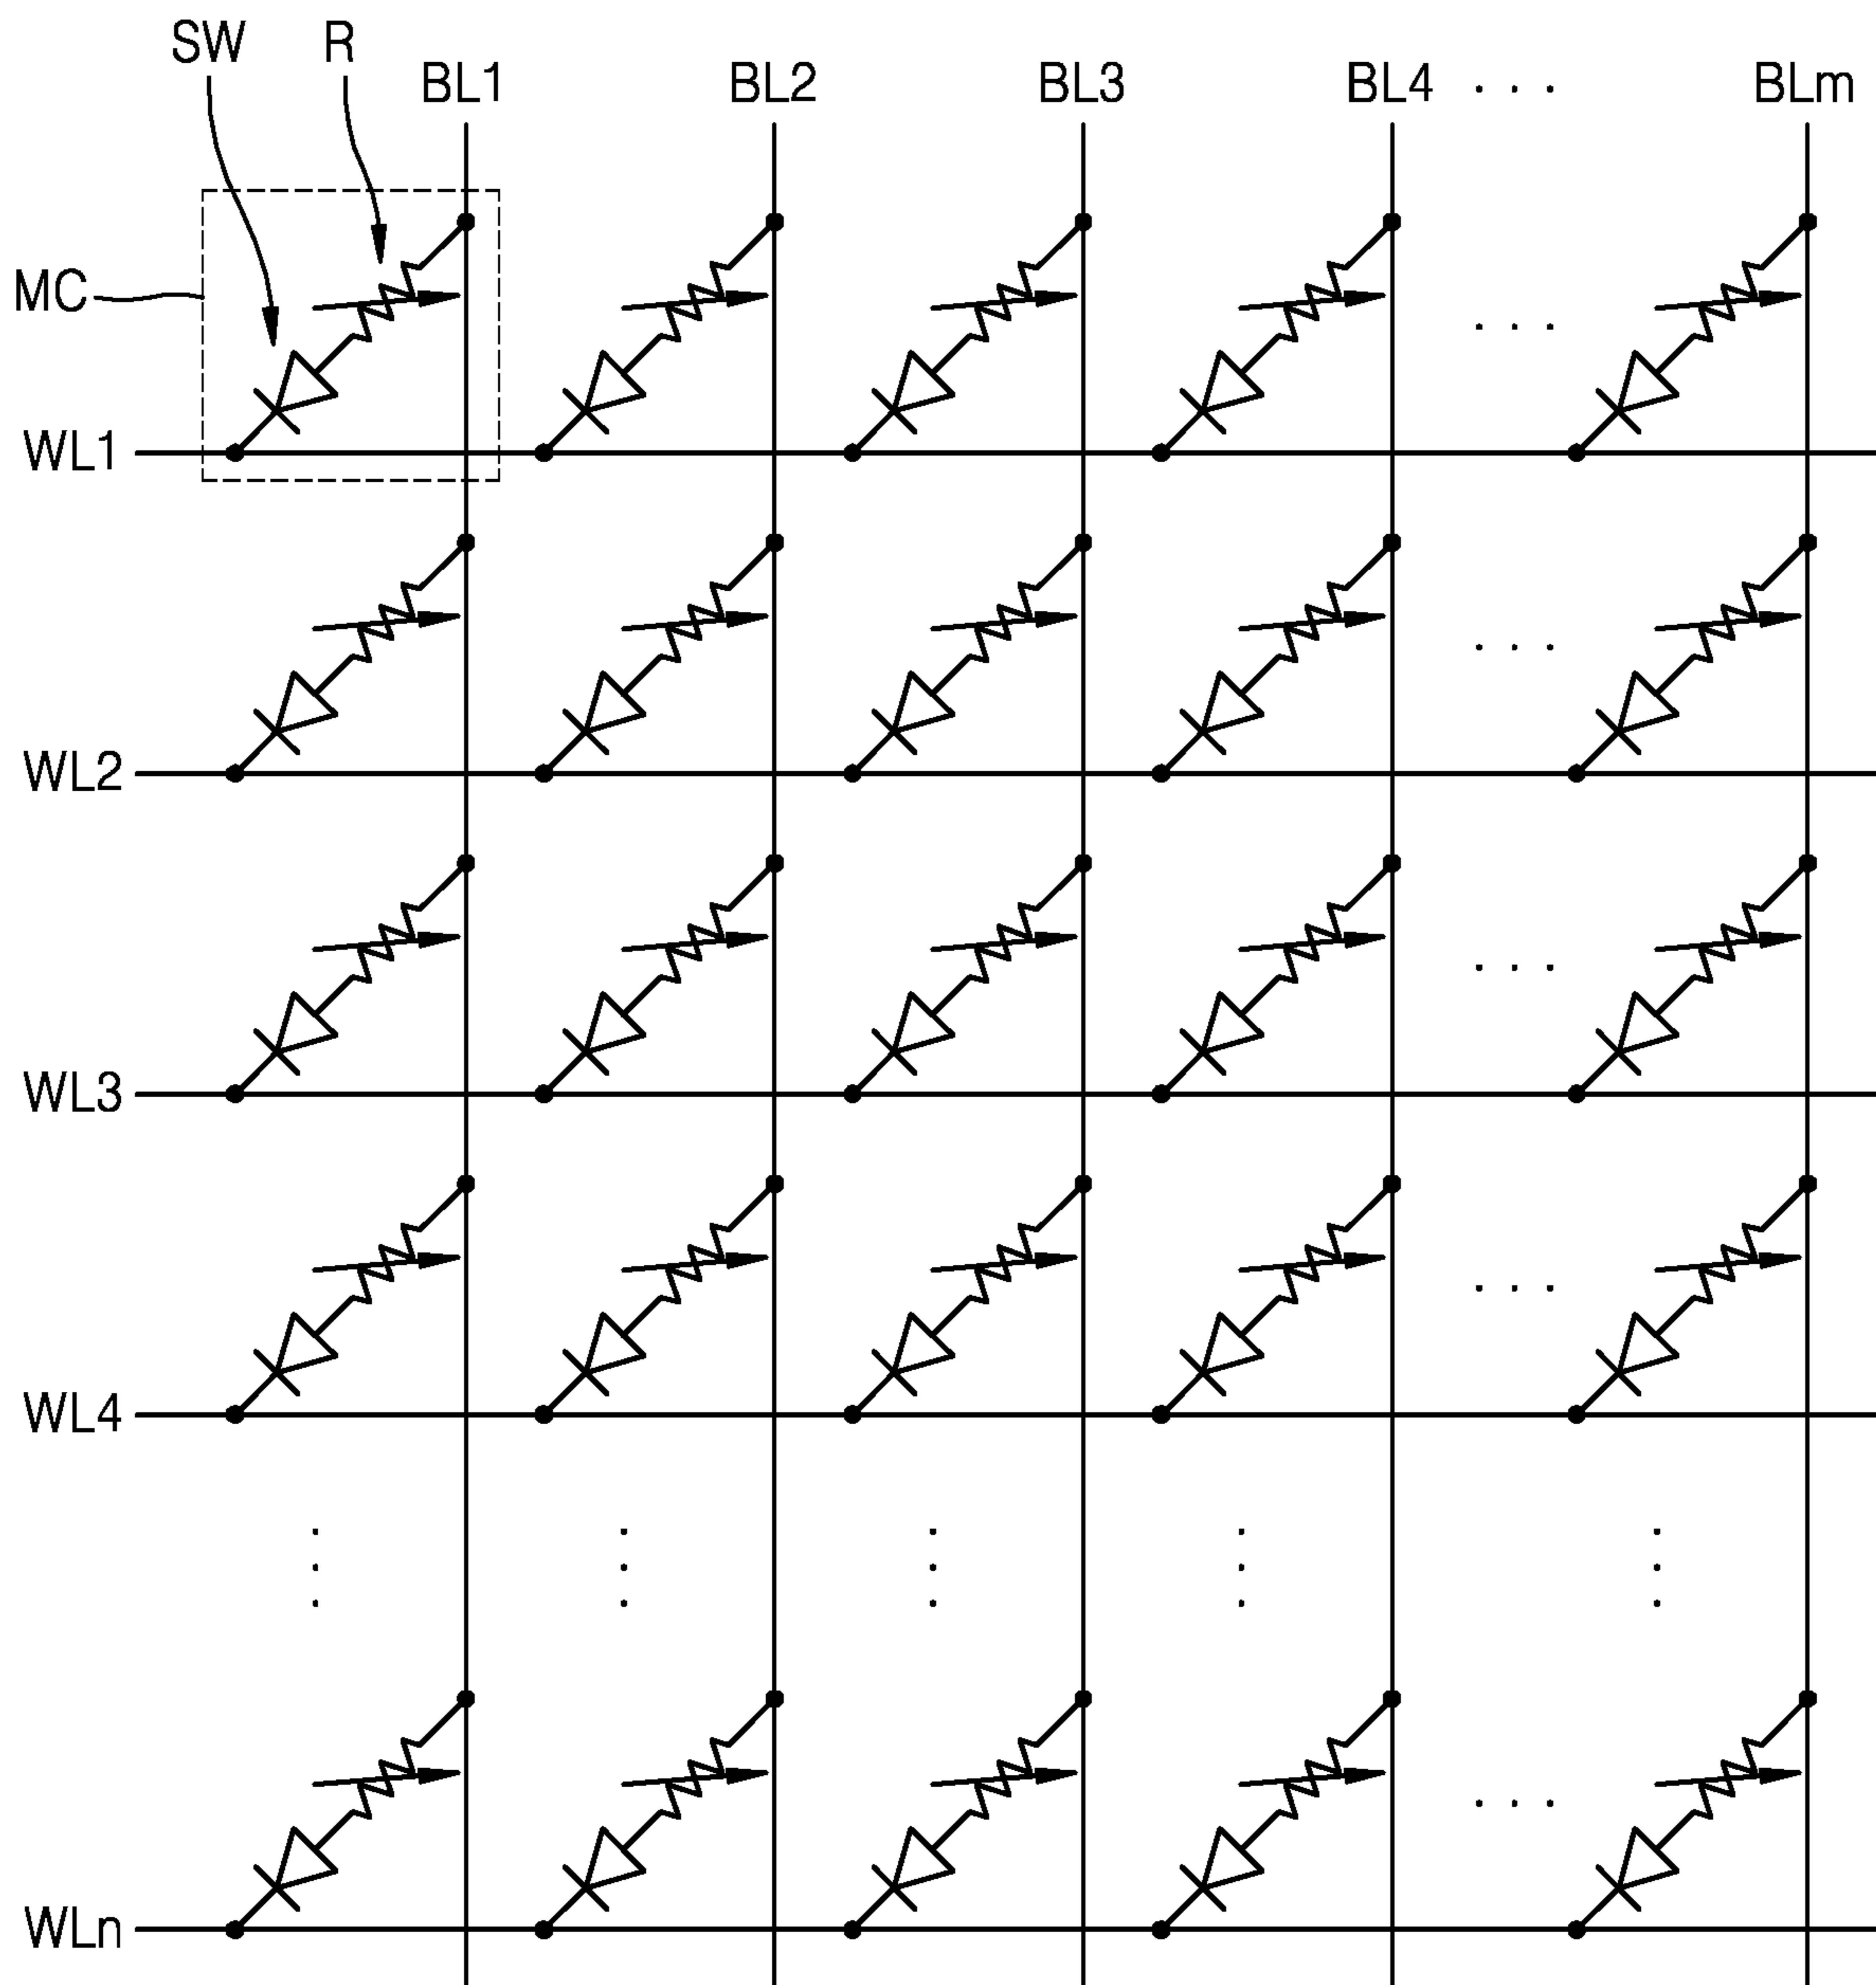 SW R
BL1 BL2 BL3 BL4 · · · BLm
MC
WL1
WL2
WL3
WL4
WLn